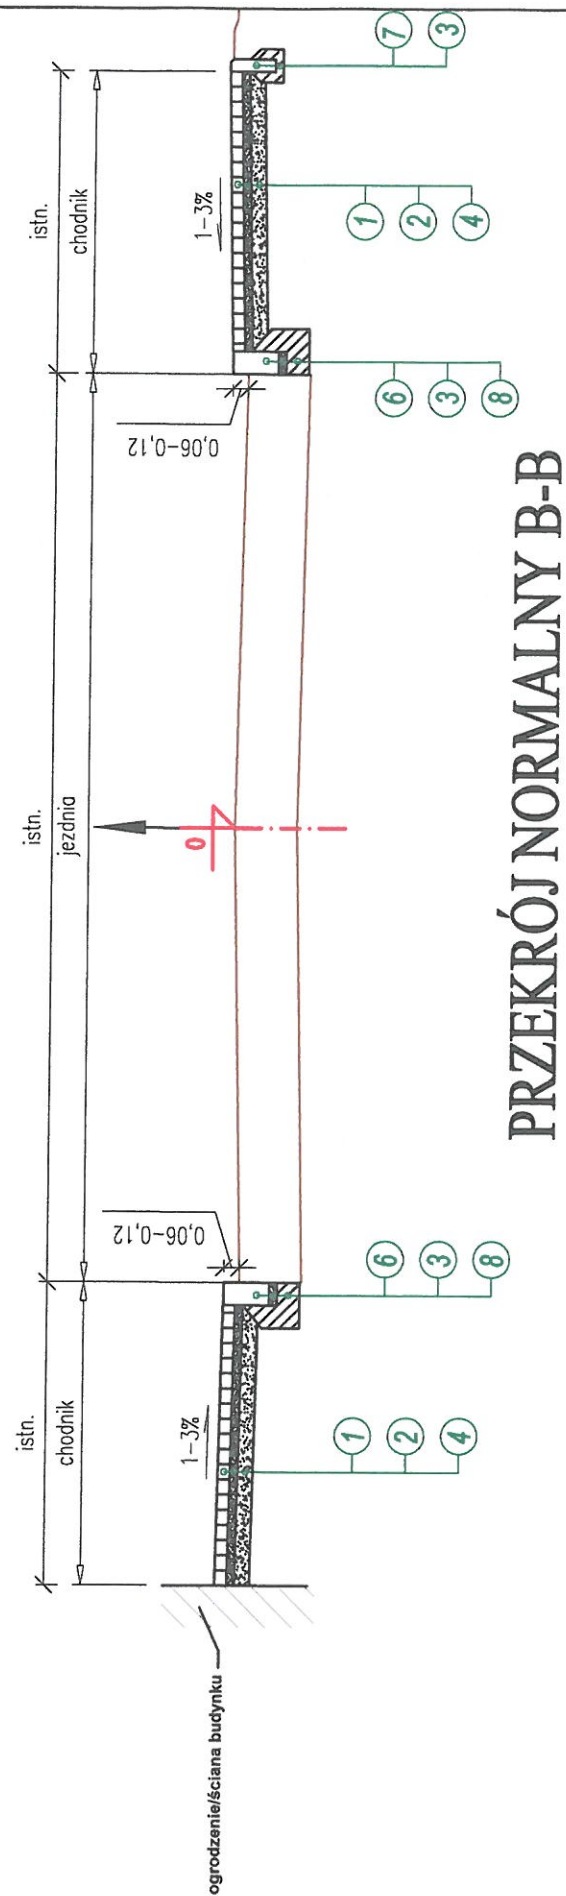 istn.
istn.
istn.
chodnik
jezdnia
chodnik
1-3%
0,06-0,12
0
0,06-0,12
1-3%
ogrodzenie/ściana budynku
1
2
4
6
3
8
6
3
8
1
2
4
7
3
PRZEKRÓJ NORMALNY B-B